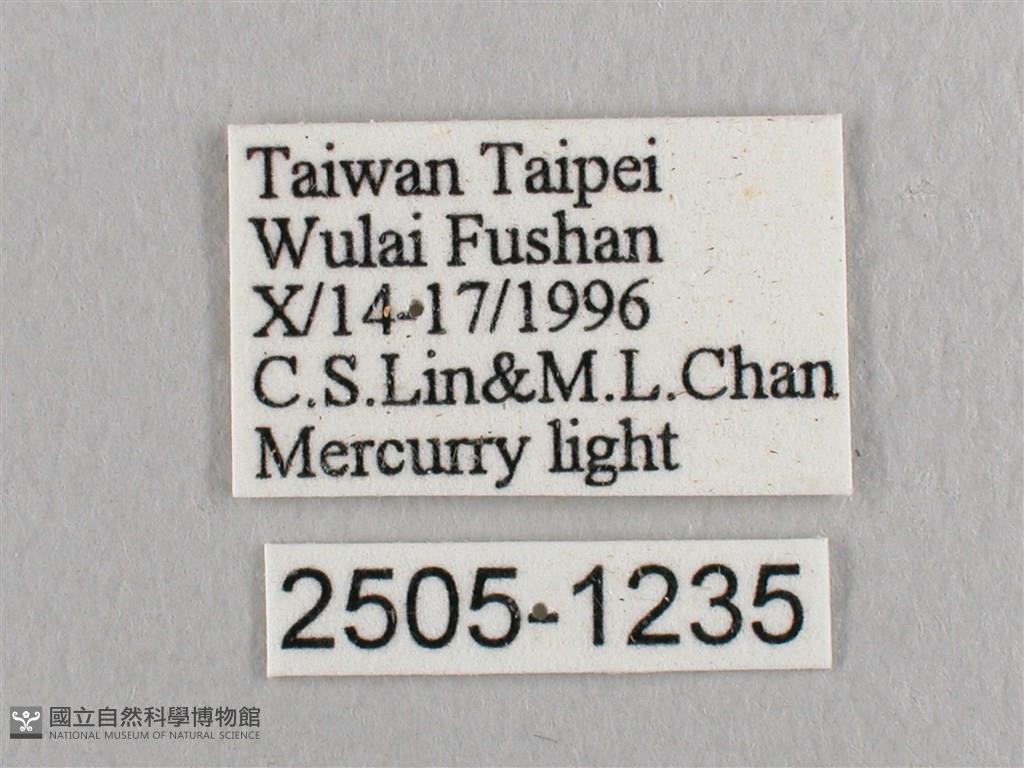 Taiwan Taipei
Wulai Fushan
X/14-17/1996
C.S.Lin&M.L.Chan
Mercurry light
2505-1235
國立自然科學博物館
NATIONAL MUSEUM OF NATURAL SCIENCE